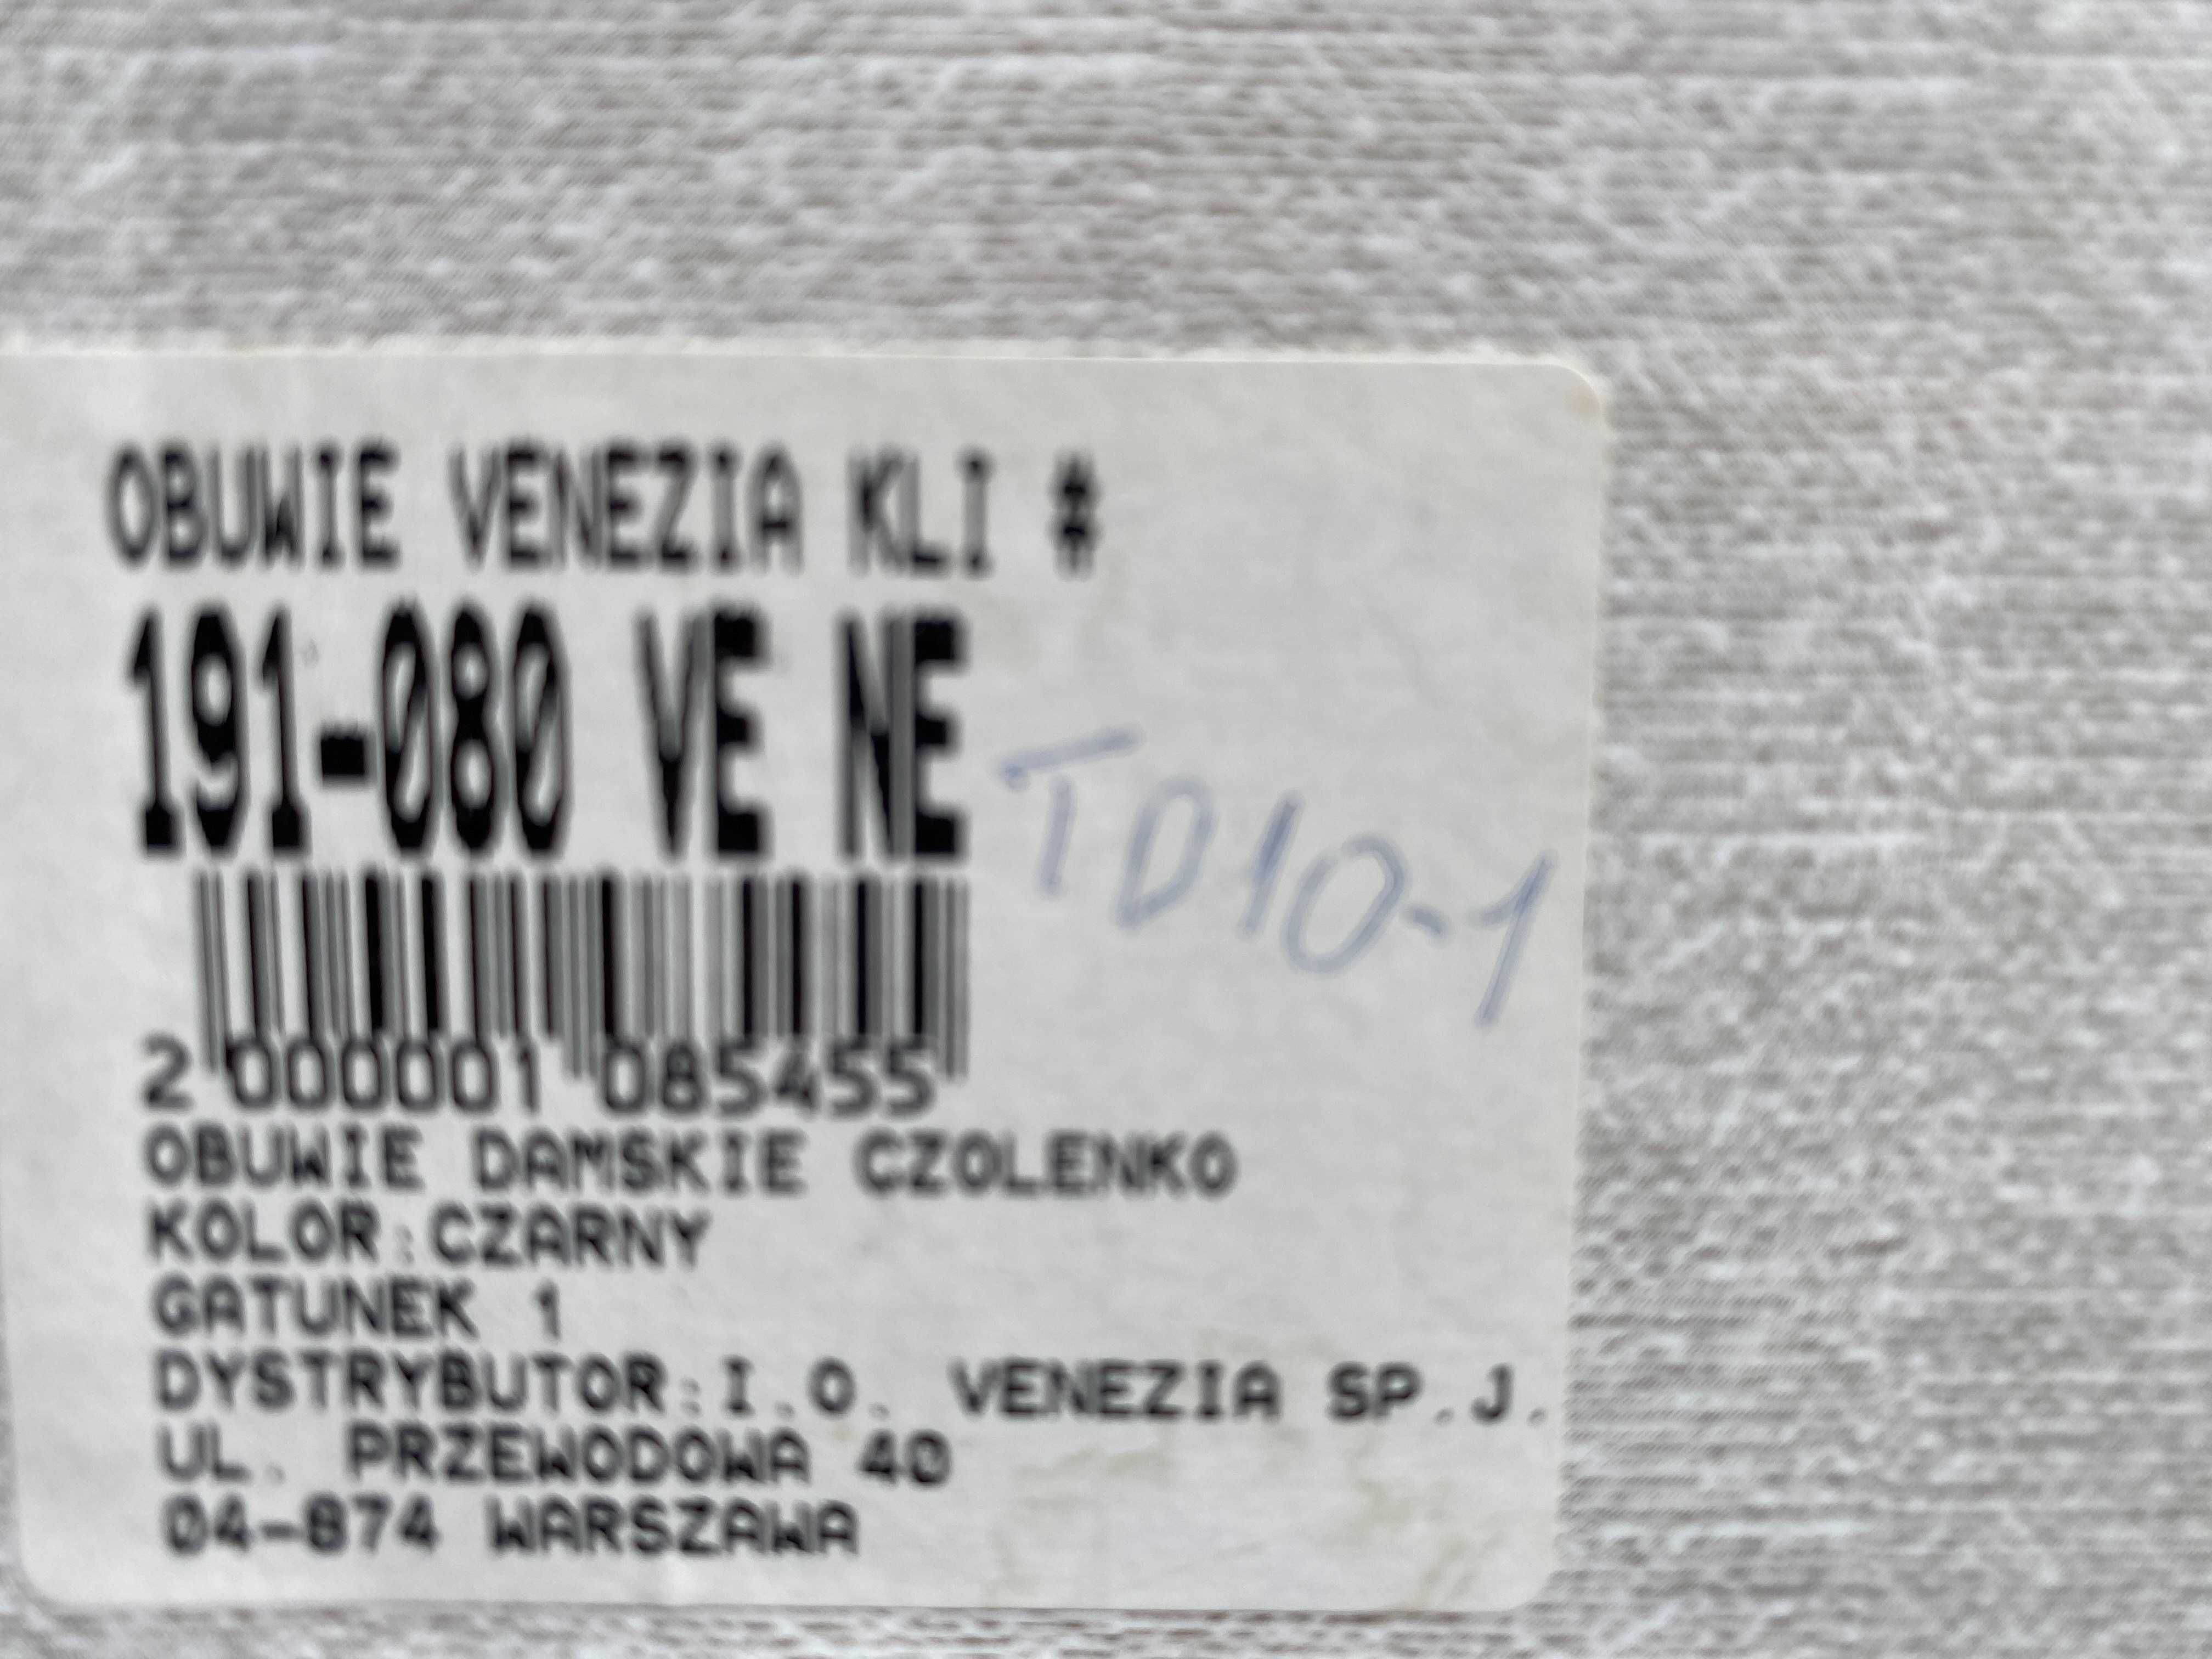 OBUWIE VENEZIA KLI #
191-080 VE NE
TD10-1
2 000001 085455
OBUWIE DAMSKIE CZOLENKO
KOLOR:CZARNY
GATUNEK 1
DYSTRYBUTOR:I.O. VENEZIA SP.J.
UL. PRZEWODOWA 40
04-874 WARSZAWA